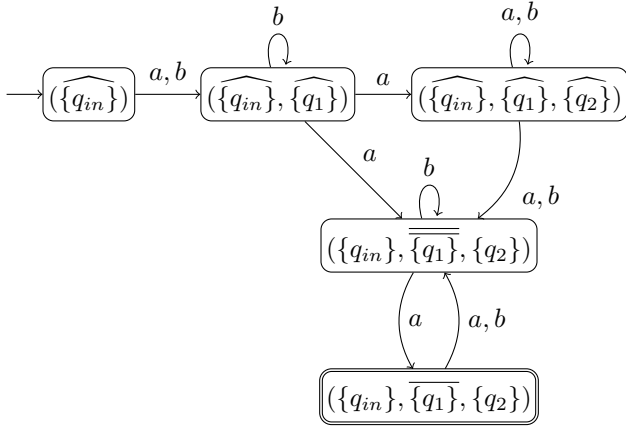 b
a, b
({q_in})^
a, b
({q_in}^, {q_1}^)
a
({q_in}^, {q_1}^, {q_2}^)
a
b
a, b
({q_in}, {q_1}̿, {q_2})
a
a, b
({q_in}, {q_1}̅, {q_2})